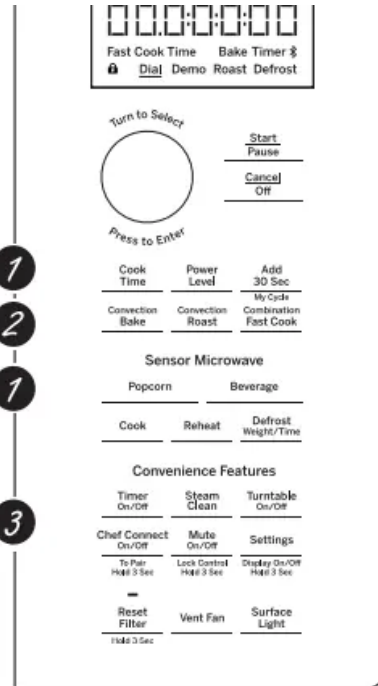 00:0:0:0:0
Fast Cook Time Bake Timer
Dial Demo Roast Defrost
Turn to Select
Press to Enter
Start
Pause
Cancel
Off
1
Cook Time
Power Level
Add 30 Sec
2
Convection Bake
Convection Roast
My Cycle
Combination Fast Cook
Sensor Microwave
1
Popcorn Beverage
Cook Reheat Defrost Weight/Time
Convenience Features
Timer On/Off
Steam Clean
Turntable On/Off
3
Chef Connect On/Off
Mute On/Off
Settings
To Pair Hold 3 Sec
Lock Control Hold 3 Sec
Display On/Off Hold 3 Sec
Reset Filter
Vent Fan
Surface Light
Hold 3 Sec